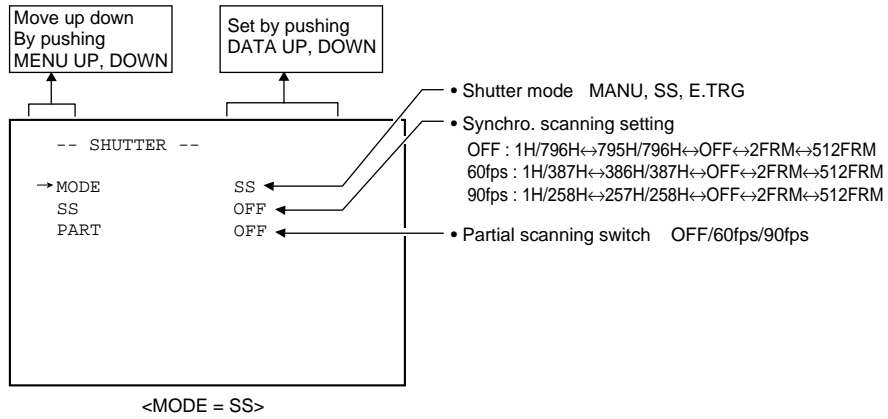 Move up down
By pushing
MENU UP, DOWN
Set by pushing
DATA UP, DOWN
-- SHUTTER --
→MODE SS
SS OFF
PART OFF
• Shutter mode MANU, SS, E.TRG
• Synchro. scanning setting
OFF : 1H/796H↔795H/796H↔OFF↔2FRM↔512FRM
60fps : 1H/387H↔386H/387H↔OFF↔2FRM↔512FRM
90fps : 1H/258H↔257H/258H↔OFF↔2FRM↔512FRM
• Partial scanning switch OFF/60fps/90fps
<MODE = SS>